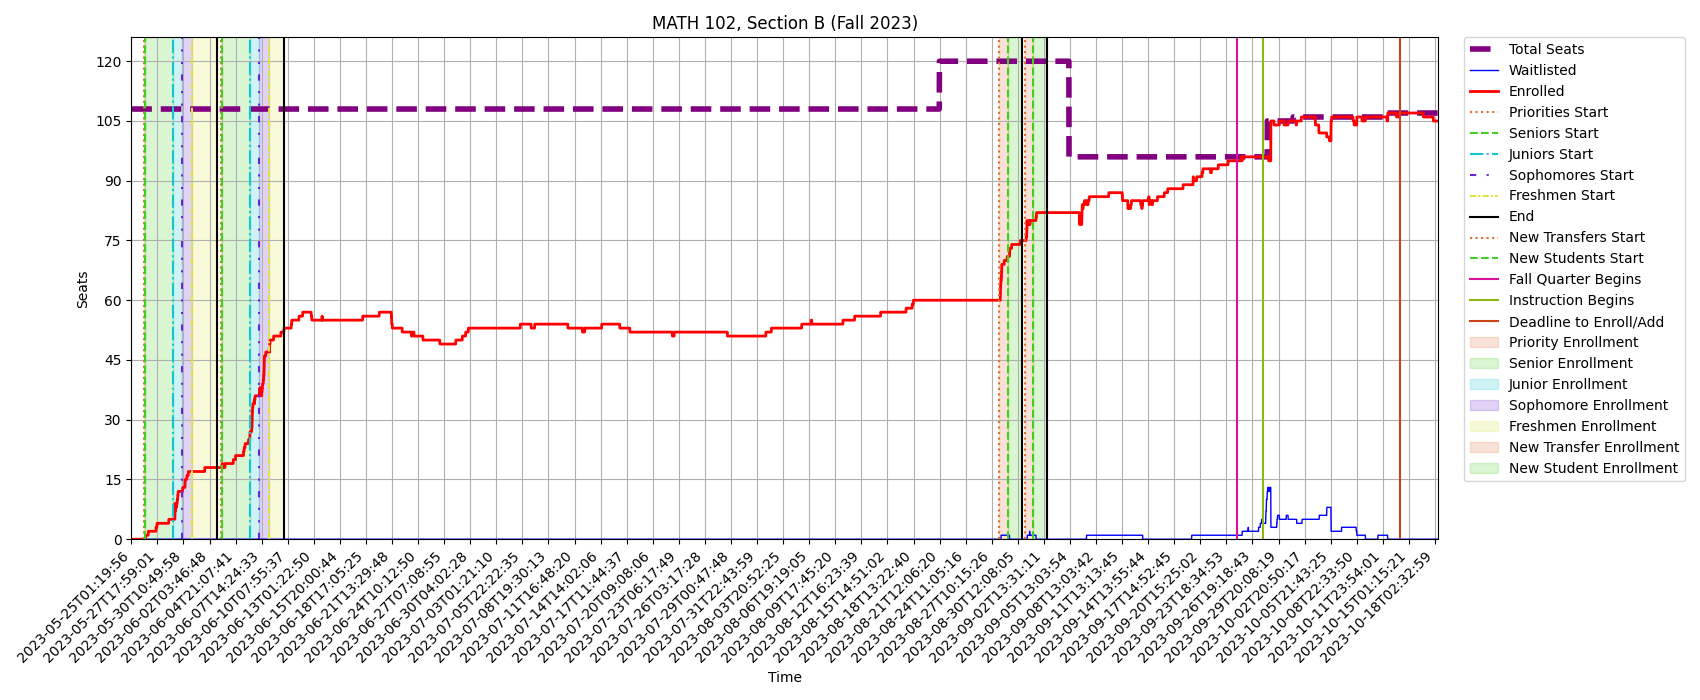 MATH 102, Section B (Fall 2023)
Seats
120
105
90
75
60
45
30
15
0
2023-05-25T01:19:56
2023-05-27T17:59:01
2023-05-30T10:49:58
2023-06-02T03:46:48
2023-06-04T21:07:41
2023-06-07T14:24:33
2023-06-10T07:55:37
2023-06-13T01:22:50
2023-06-15T20:00:44
2023-06-18T17:05:25
2023-06-21T13:29:48
2023-06-24T10:12:50
2023-06-27T07:08:55
2023-06-30T04:02:28
2023-07-03T01:21:10
2023-07-05T22:22:35
2023-07-08T19:30:13
2023-07-11T16:48:20
2023-07-14T14:02:06
2023-07-17T11:44:37
2023-07-20T09:08:06
2023-07-23T06:17:49
2023-07-26T03:17:28
2023-07-29T00:47:48
2023-07-31T22:43:59
2023-08-03T20:52:25
2023-08-06T19:19:05
2023-08-09T17:45:20
2023-08-12T16:23:39
2023-08-15T14:51:02
2023-08-18T13:22:40
2023-08-21T12:06:20
2023-08-24T11:05:16
2023-08-27T10:15:26
2023-08-30T12:08:05
2023-09-02T13:31:11
2023-09-05T13:03:54
2023-09-08T13:03:42
2023-09-11T13:13:45
2023-09-14T13:55:44
2023-09-17T14:52:45
2023-09-20T15:25:02
2023-09-23T18:34:53
2023-09-26T19:18:43
2023-09-29T20:08:19
2023-10-02T20:50:17
2023-10-05T21:43:25
2023-10-08T22:33:50
2023-10-11T23:54:01
2023-10-15T01:15:21
2023-10-18T02:32:59
Time
Total Seats
Waitlisted
Enrolled
Priorities Start
Seniors Start
Juniors Start
Sophomores Start
Freshmen Start
End
New Transfers Start
New Students Start
Fall Quarter Begins
Instruction Begins
Deadline to Enroll/Add
Priority Enrollment
Senior Enrollment
Junior Enrollment
Sophomore Enrollment
Freshmen Enrollment
New Transfer Enrollment
New Student Enrollment